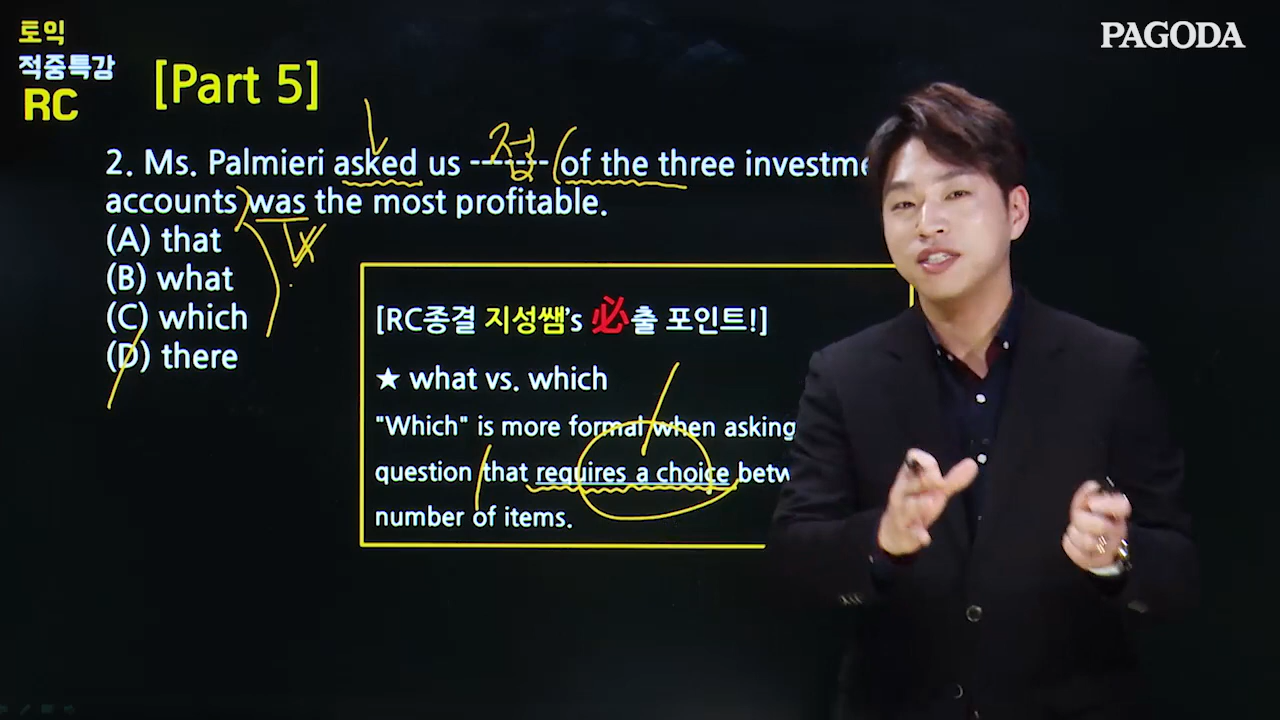 토익
적중특강
RC
PAGODA
[Part 5]
2. Ms. Palmieri asked us ------- of the three investme
accounts was the most profitable.
(A) that
(B) what
(C) which
(D) there
[RC종결 지성쌤's 必출 포인트!]
★ what vs. which
"Which" is more formal when asking
question that requires a choice betw
number of items.